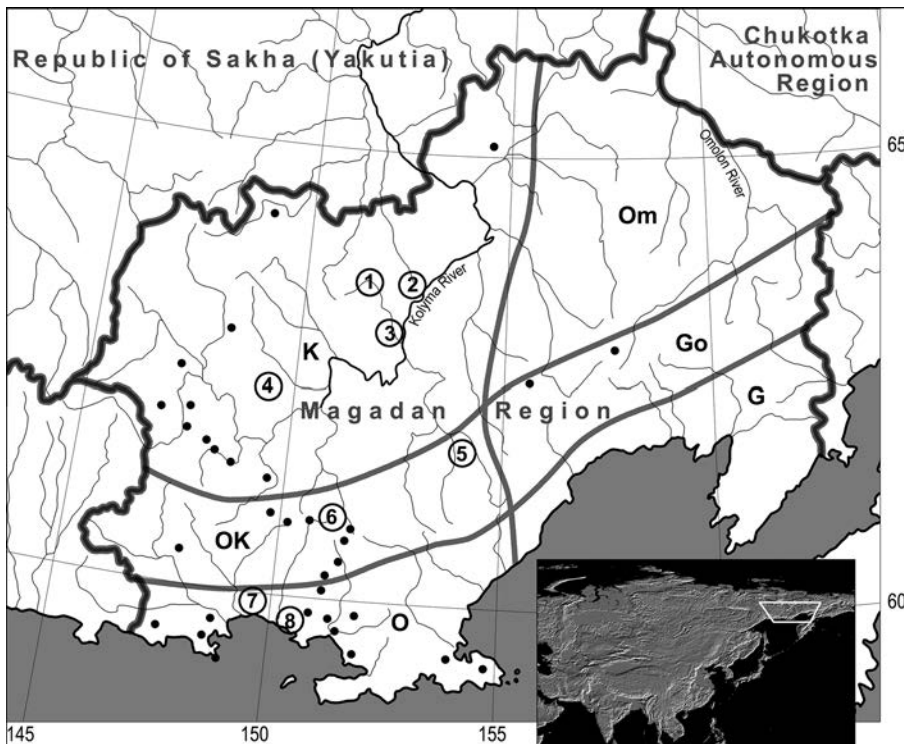 Republic of Sakha (Yakutia)
Chukotka
Autonomous
Region
65
Omolon River
Om
1
2
Kolyma River
3
K
Go
4
G
Magadan Region
5
6
OK
7
8
O
60
145
150
155